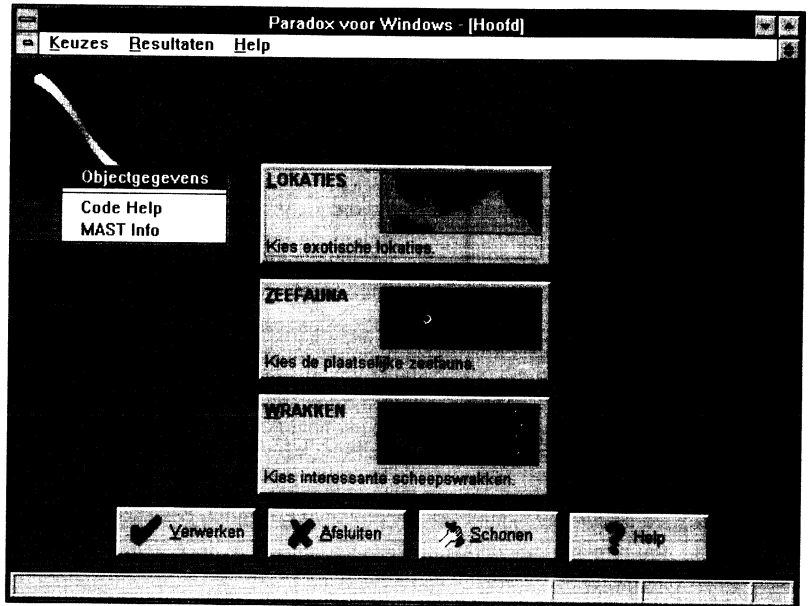 Paradox voor Windows - [Hoofd]
Keuzes Resultaten Help
Objectgegevens
Code Help
MAST Info
LOKATIES
Kies exotische lokaties.
ZEEFAUNA
Kies de plaatselijke zeefauna.
WRAKKEN
Kies interessante scheepswrakken.
Verwerken Afsluiten Schonen Help